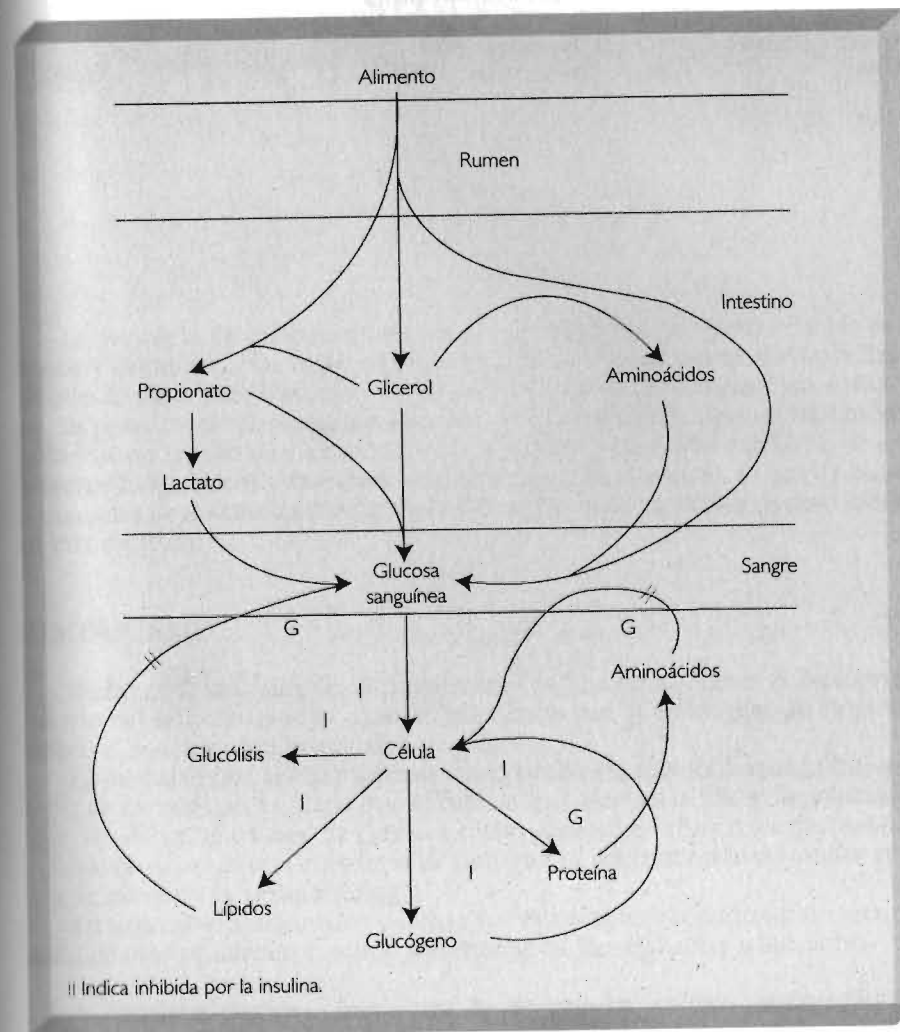 Alimento
Rumen
Intestino
Propionato
Glicerol
Aminoácidos
Lactato
Glucosa
sanguínea
Sangre
G
G
Aminoácidos
I
I
Glucólisis
Célula
I
I
G
I
Proteína
Lípidos
Glucógeno
|| Indica inhibida por la insulina.